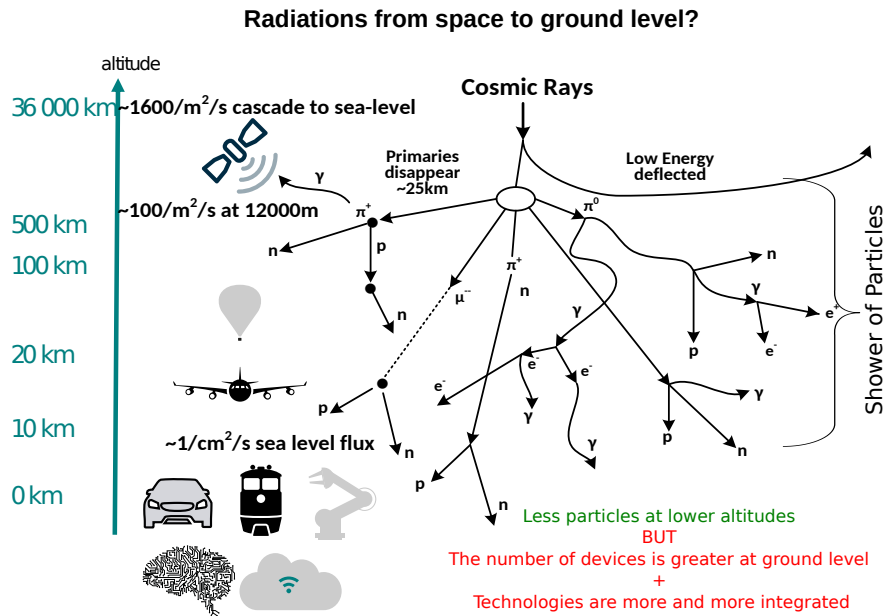 Radiations from space to ground level?
altitude
Cosmic Rays
36 000 km
~1600/m²/s cascade to sea-level
Primaries
disappear
~25km
Low Energy
deflected
γ
~100/m²/s at 12000m
π⁺
π⁰
500 km
n
p
n
100 km
π⁺
n
μ⁻⁻
γ
γ
e⁺
n
20 km
p
e⁻
e⁻
e⁻
e⁻
γ
p
γ
10 km
p
n
~1/cm²/s sea level flux
n
γ
p
n
0 km
Shower of Particles
Less particles at lower altitudes
BUT
The number of devices is greater at ground level
+
Technologies are more and more integrated